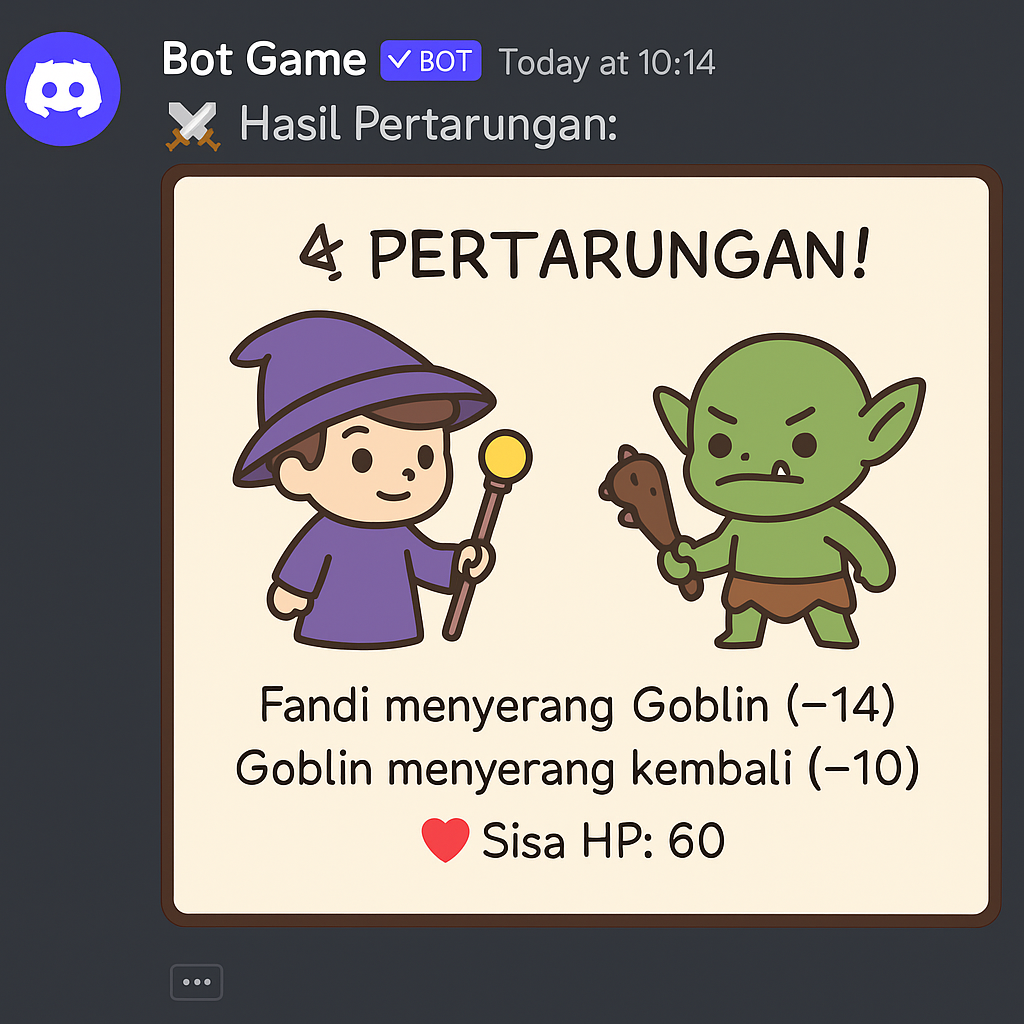 Bot Game ✓ BOT Today at 10:14
⚔️ Hasil Pertarungan:
PERTARUNGAN!
Fandi menyerang Goblin (−14)
Goblin menyerang kembali (−10)
❤️ Sisa HP: 60